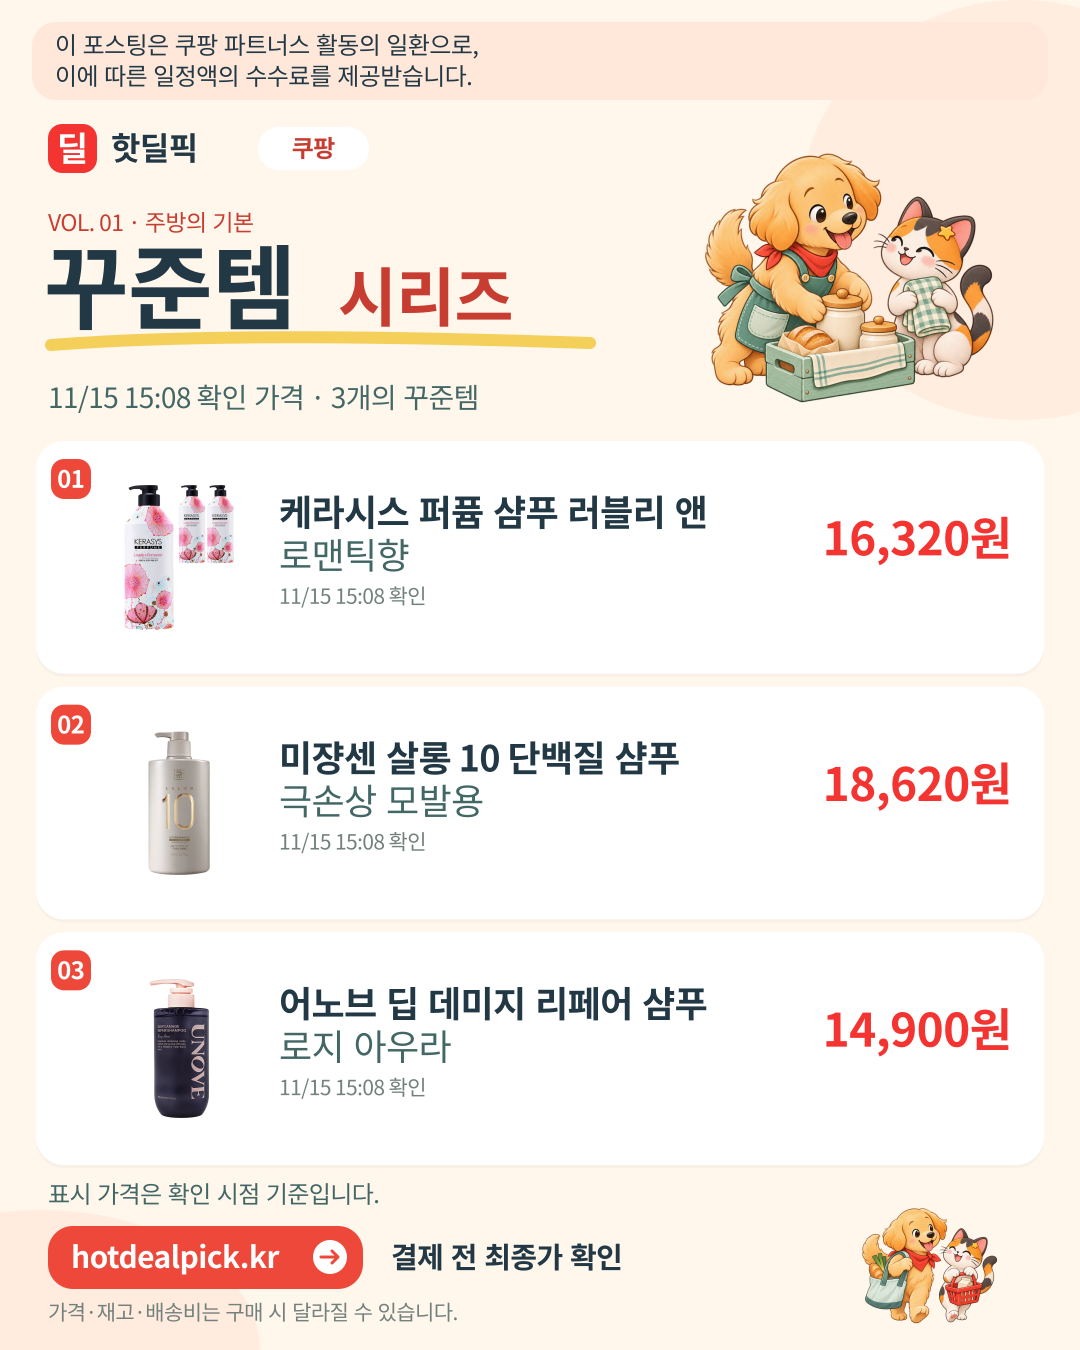 이 포스팅은 쿠팡 파트너스 활동의 일환으로,
이에 따른 일정액의 수수료를 제공받습니다.
딜 핫딜픽 쿠팡
VOL. 01 · 주방의 기본
꾸준템 시리즈
11/15 15:08 확인 가격 · 3개의 꾸준템
01
KERASYS
PERFUME
케라시스 퍼퓸 샴푸 러블리 앤
로맨틱향
11/15 15:08 확인
16,320원
02
10
미쟝센 살롱 10 단백질 샴푸
극손상 모발용
11/15 15:08 확인
18,620원
03
UNOVE
어노브 딥 데미지 리페어 샴푸
로지 아우라
11/15 15:08 확인
14,900원
표시 가격은 확인 시점 기준입니다.
hotdealpick.kr → 결제 전 최종가 확인
가격·재고·배송비는 구매 시 달라질 수 있습니다.